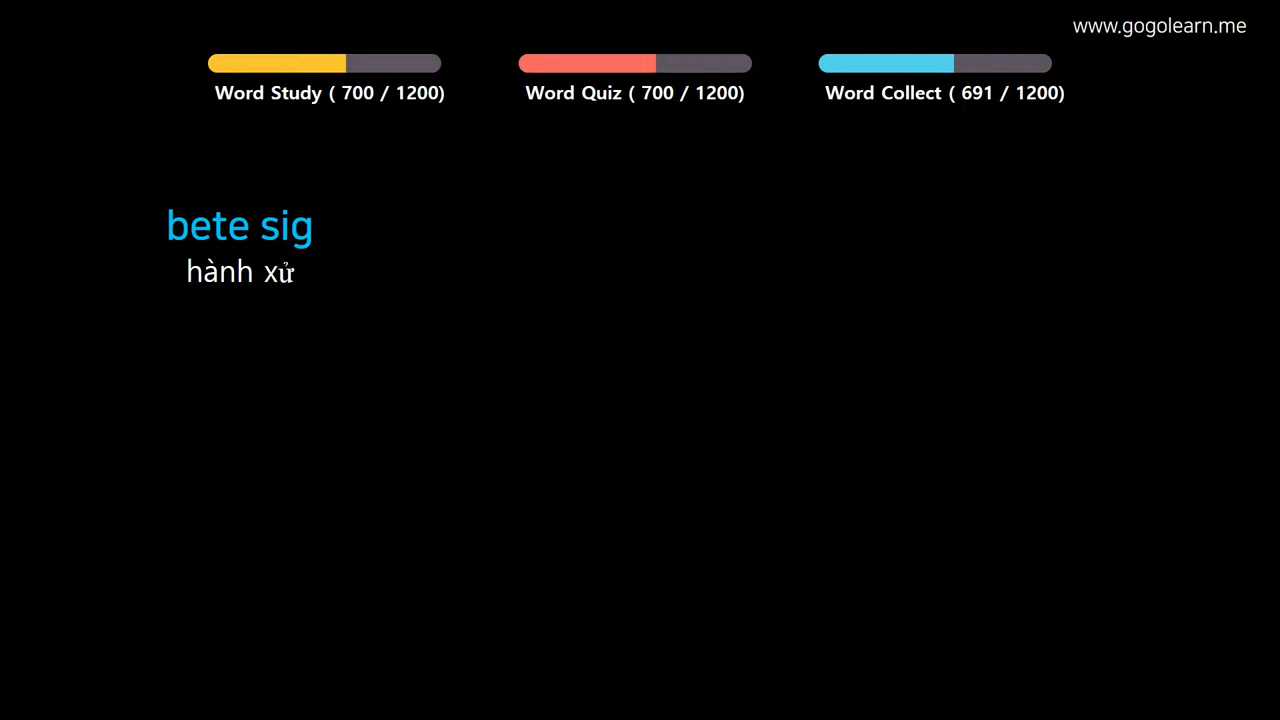 www.gogolearn.me
Word Study ( 700 / 1200)
Word Quiz ( 700 / 1200)
Word Collect ( 691 / 1200)
bete sig
hành xử